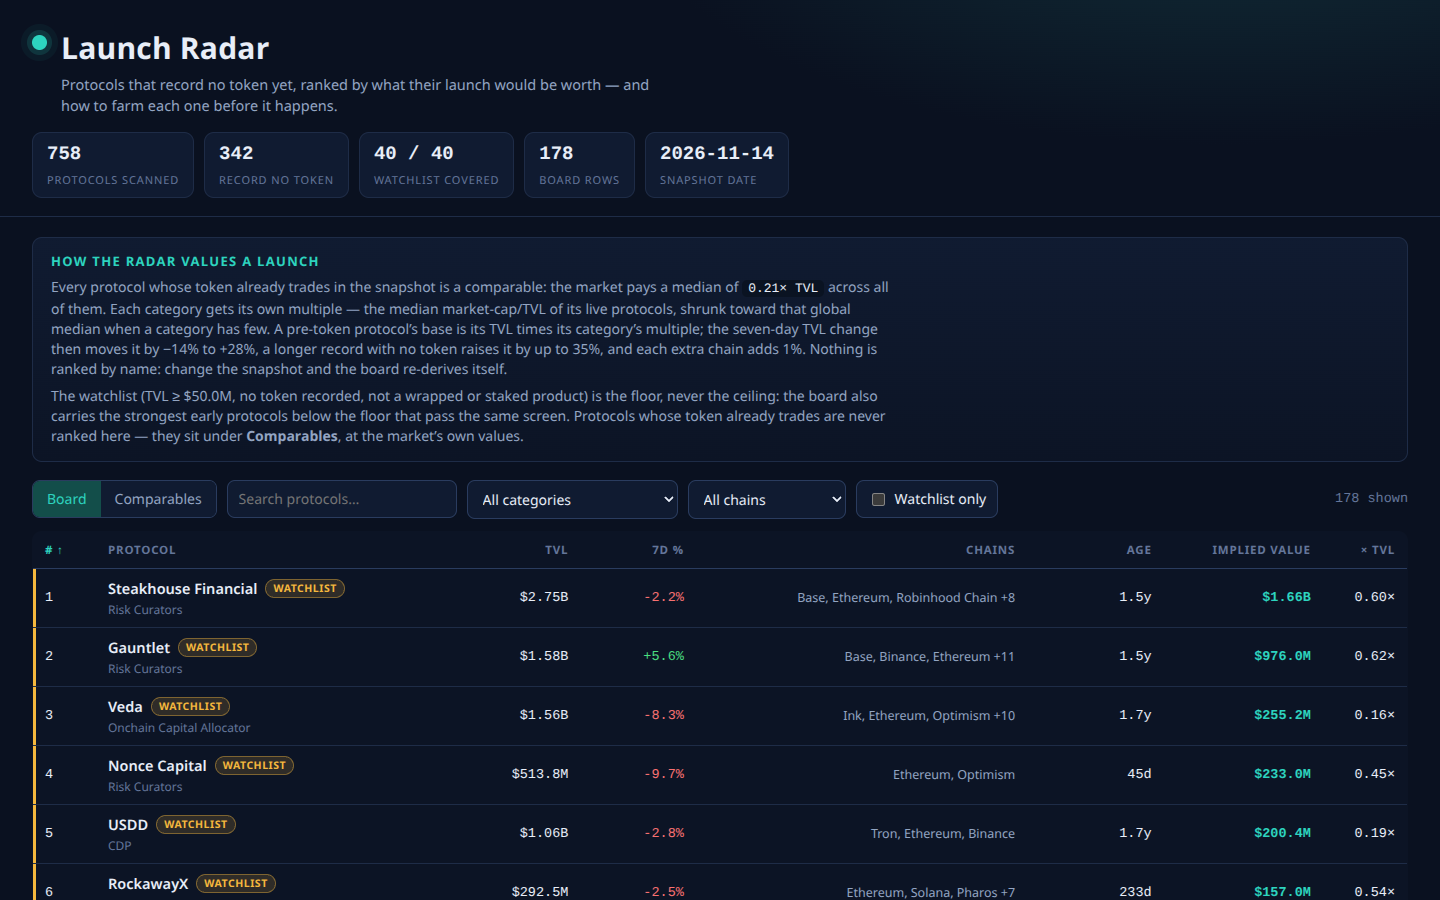 Launch Radar
Protocols that record no token yet, ranked by what their launch would be worth — and
how to farm each one before it happens.
758
PROTOCOLS SCANNED
342
RECORD NO TOKEN
40 / 40
WATCHLIST COVERED
178
BOARD ROWS
2026-11-14
SNAPSHOT DATE
HOW THE RADAR VALUES A LAUNCH
Every protocol whose token already trades in the snapshot is a comparable: the market pays a median of 0.21× TVL across all
of them. Each category gets its own multiple — the median market-cap/TVL of its live protocols, shrunk toward that global
median when a category has few. A pre-token protocol's base is its TVL times its category's multiple; the seven-day TVL change
then moves it by −14% to +28%, a longer record with no token raises it by up to 35%, and each extra chain adds 1%. Nothing is
ranked by name: change the snapshot and the board re-derives itself.
The watchlist (TVL ≥ $50.0M, no token recorded, not a wrapped or staked product) is the floor, never the ceiling: the board also
carries the strongest early protocols below the floor that pass the same screen. Protocols whose token already trades are never
ranked here — they sit under Comparables, at the market's own values.
Board Comparables Search protocols... All categories All chains Watchlist only 178 shown
# ↑ PROTOCOL TVL 7D % CHAINS AGE IMPLIED VALUE × TVL
1 Steakhouse Financial WATCHLIST $2.75B -2.2% Base, Ethereum, Robinhood Chain +8 1.5y $1.66B 0.60×
Risk Curators
2 Gauntlet WATCHLIST $1.58B +5.6% Base, Binance, Ethereum +11 1.5y $976.0M 0.62×
Risk Curators
3 Veda WATCHLIST $1.56B -8.3% Ink, Ethereum, Optimism +10 1.7y $255.2M 0.16×
Onchain Capital Allocator
4 Nonce Capital WATCHLIST $513.8M -9.7% Ethereum, Optimism 45d $233.0M 0.45×
Risk Curators
5 USDD WATCHLIST $1.06B -2.8% Tron, Ethereum, Binance 1.7y $200.4M 0.19×
CDP
6 RockawayX WATCHLIST $292.5M -2.5% Ethereum, Solana, Pharos +7 233d $157.0M 0.54×